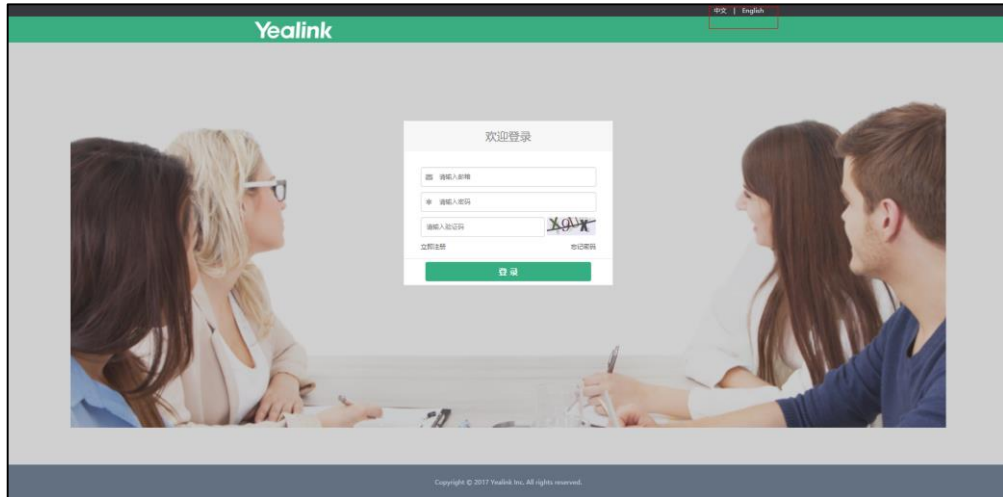 中文 | English
Yealink
欢迎登录
请输入邮箱
请输入密码
请输入验证码
立即注册 忘记密码
登录
Copyright © 2017 Yealink Inc, All rights reserved.